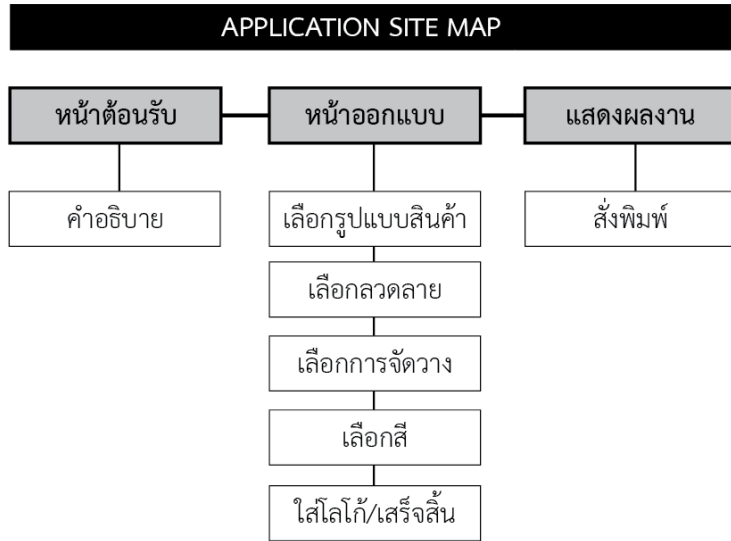 APPLICATION SITE MAP
หน้าต้อนรับ
หน้าออกแบบ
แสดงผลงาน
คำอธิบาย
เลือกรูปแบบสินค้า
สั่งพิมพ์
เลือกลวดลาย
เลือกการจัดวาง
เลือกสี
ใส่โลโก้/เสร็จสิ้น